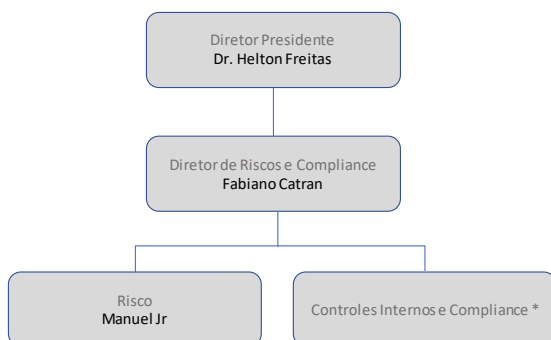 Diretor Presidente
Dr. Helton Freitas
Diretor de Riscos e Compliance
Fabiano Catran
Risco
Manuel Jr
Controles Internos e Compliance *